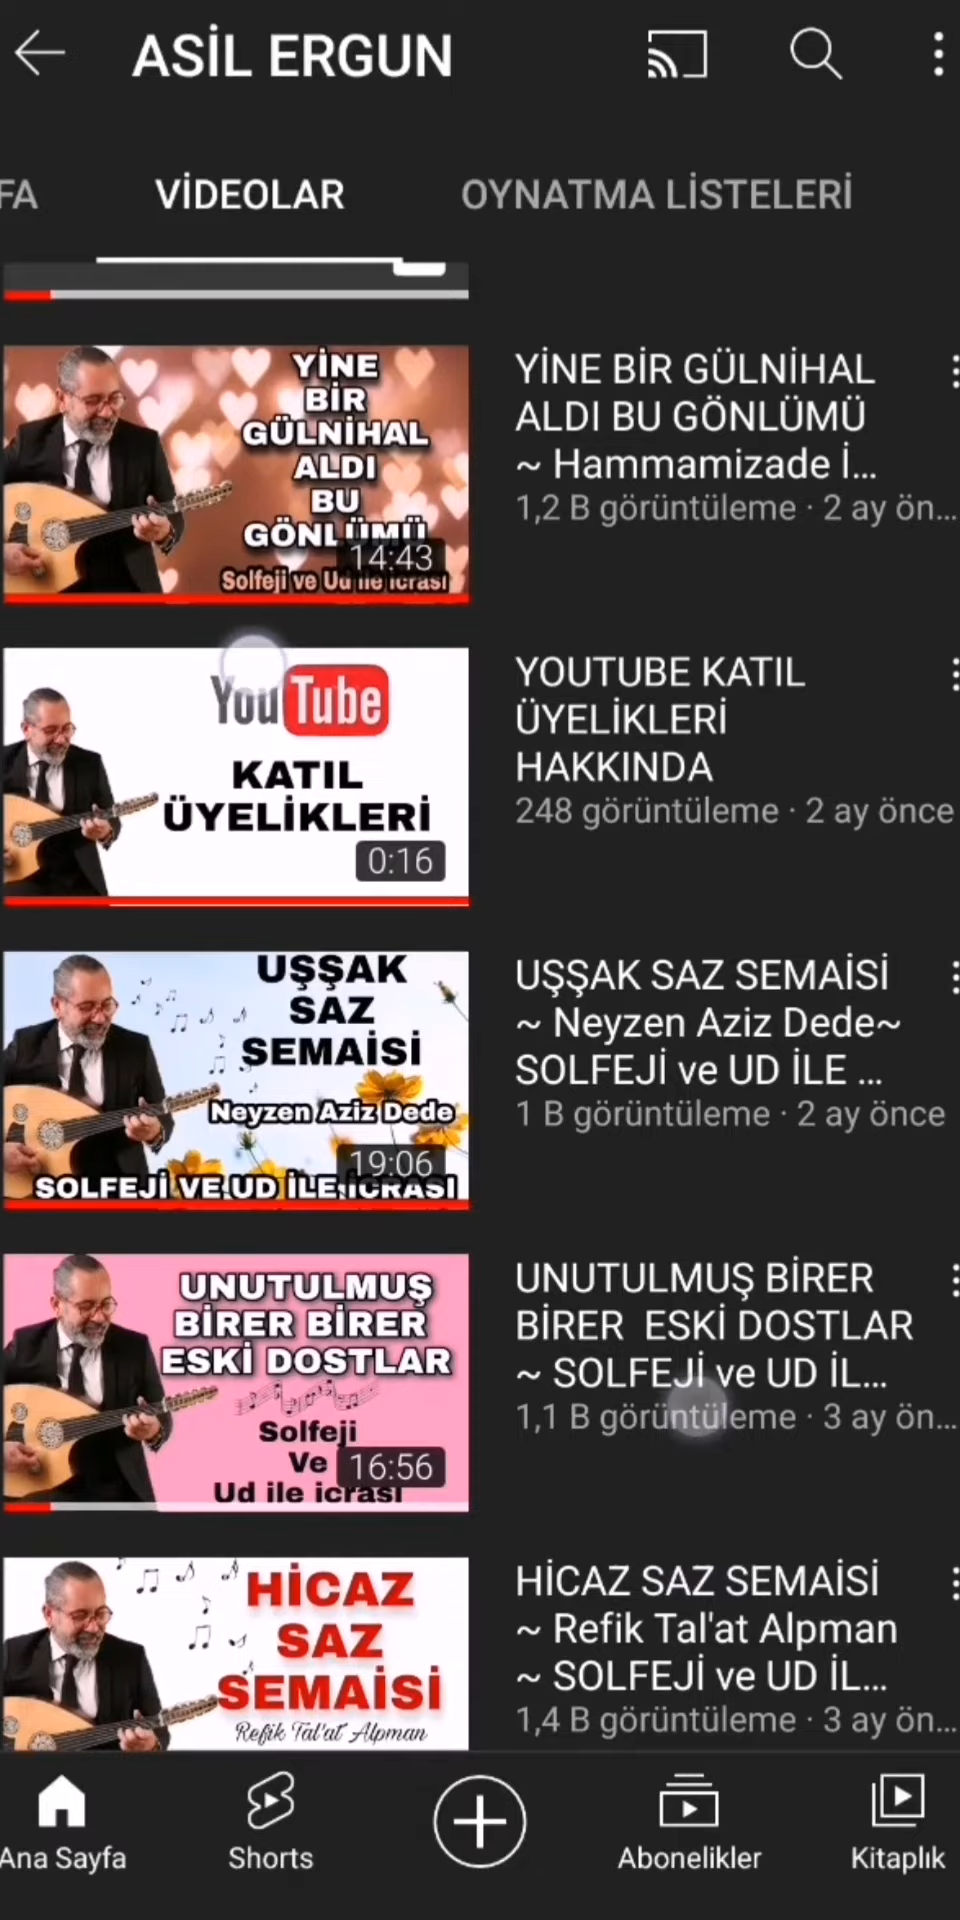 ASİL ERGUN
FA
VİDEOLAR
OYNATMA LİSTELERİ
YİNE
BİR
GÜLNİHAL
ALDI
BU
GÖNLÜMÜ
14:43
Solfeji ve Ud ile icrası
YİNE BİR GÜLNİHAL
ALDI BU GÖNLÜMÜ
~ Hammamizade İ...
1,2 B görüntüleme · 2 ay ön...
YouTube
KATIL
ÜYELİKLERİ
0:16
YOUTUBE KATIL
ÜYELİKLERİ
HAKKINDA
248 görüntüleme · 2 ay önce
UŞŞAK
SAZ
SEMAİSİ
Neyzen Aziz Dede
19:06
SOLFEJİ VE UD İLE İCRASI
UŞŞAK SAZ SEMAİSİ
~ Neyzen Aziz Dede~
SOLFEJİ ve UD İLE ...
1 B görüntüleme · 2 ay önce
UNUTULMUŞ
BİRER BİRER
ESKİ DOSTLAR
Solfeji
Ve
16:56
Ud ile icrası
UNUTULMUŞ BİRER
BİRER  ESKİ DOSTLAR
~ SOLFEJİ ve UD İL...
1,1 B görüntüleme · 3 ay ön...
HİCAZ
SAZ
SEMAİSİ
Refik Tal'at Alpman
HİCAZ SAZ SEMAİSİ
~ Refik Tal'at Alpman
~ SOLFEJİ ve UD İL...
1,4 B görüntüleme · 3 ay ön...
Ana Sayfa
Shorts
Abonelikler
Kitaplık